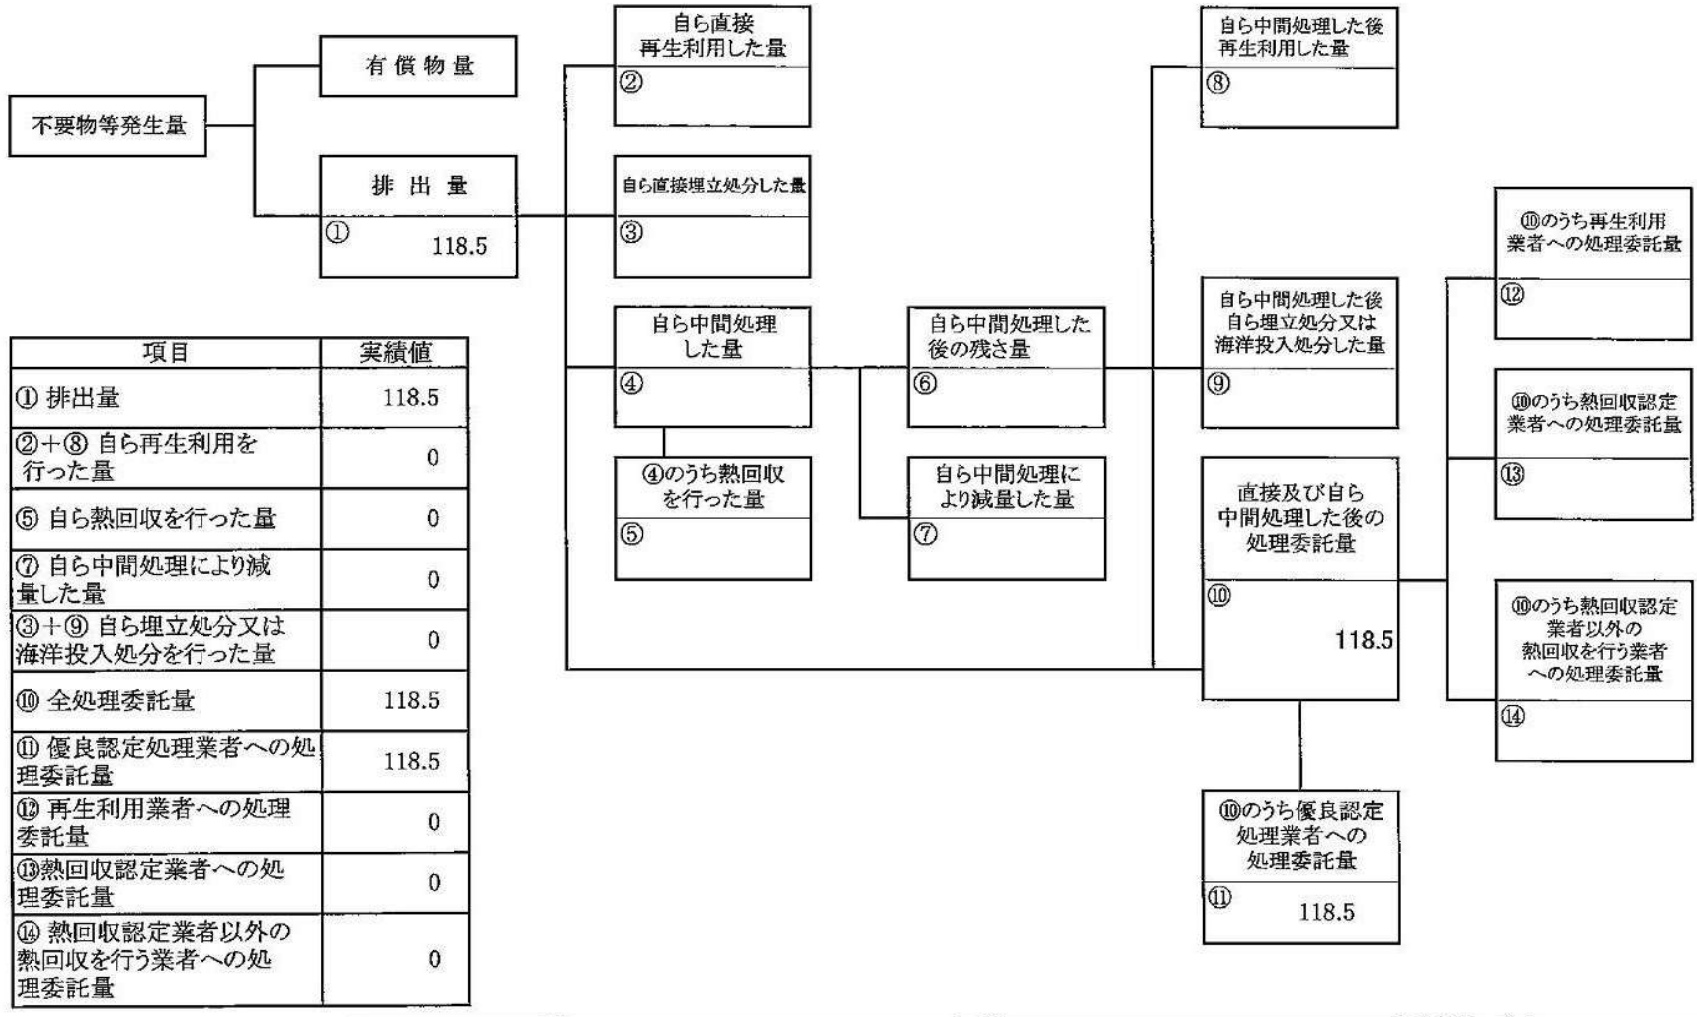 不要物等発生量
有償物量
排出量
①
118.5
自ら直接
再生利用した量
②
自ら直接埋立処分した量
③
自ら中間処理
した量
④
④のうち熱回収
を行った量
⑤
自ら中間処理した
後の残さ量
⑥
自ら中間処理に
より減量した量
⑦
自ら中間処理した後
再生利用した量
⑧
自ら中間処理した後
自ら埋立処分又は
海洋投入処分した量
⑨
直接及び自ら
中間処理した後の
処理委託量
⑩
118.5
⑩のうち優良認定
処理業者への
処理委託量
⑪
118.5
⑩のうち再生利用
業者への処理委託量
⑫
⑩のうち熱回収認定
業者への処理委託量
⑬
⑩のうち熱回収認定
業者以外の
熱回収を行う業者
への処理委託量
⑭
項目 実績値
① 排出量 118.5
②＋⑧ 自ら再生利用を
行った量 0
⑤ 自ら熱回収を行った量 0
⑦ 自ら中間処理により減
量した量 0
③＋⑨ 自ら埋立処分又は
海洋投入処分を行った量 0
⑩ 全処理委託量 118.5
⑪ 優良認定処理業者への処
理委託量 118.5
⑫ 再生利用業者への処理
委託量 0
⑬熱回収認定業者への処
理委託量 0
⑭ 熱回収認定業者以外の
熱回収を行う業者への処
理委託量 0